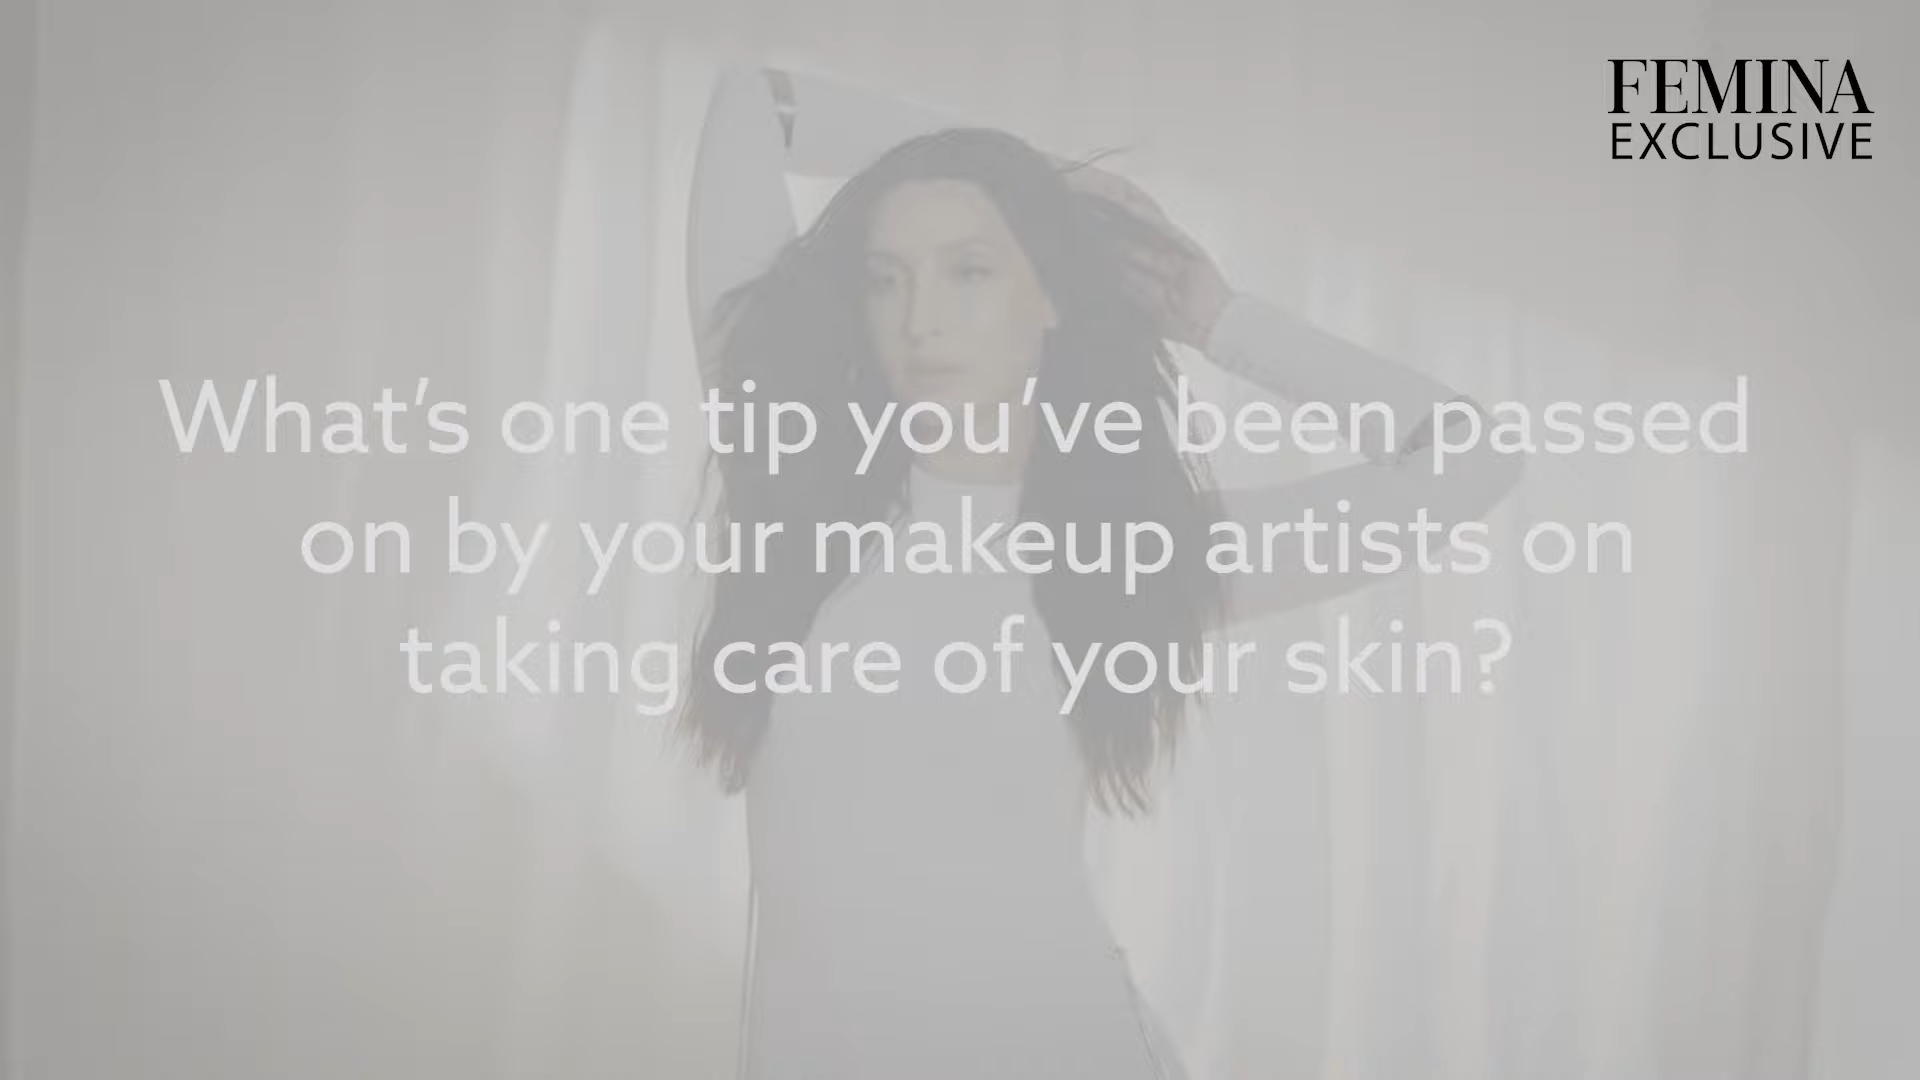 FEMINA
EXCLUSIVE
What's one tip you've been passed
on by your makeup artists on
taking care of your skin?